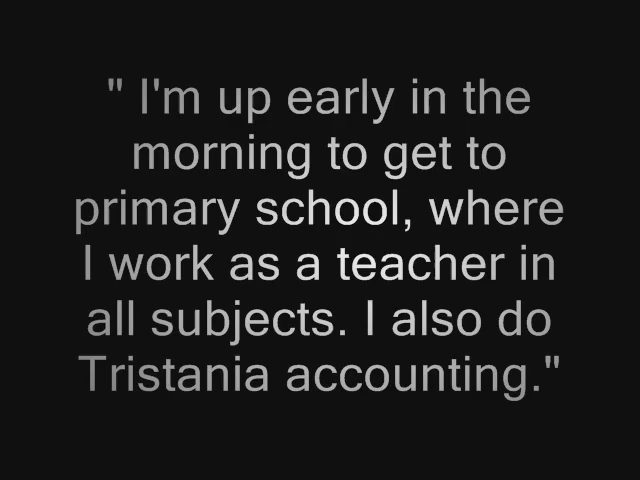 " I'm up early in the
morning to get to
primary school, where
I work as a teacher in
all subjects. I also do
Tristania accounting."